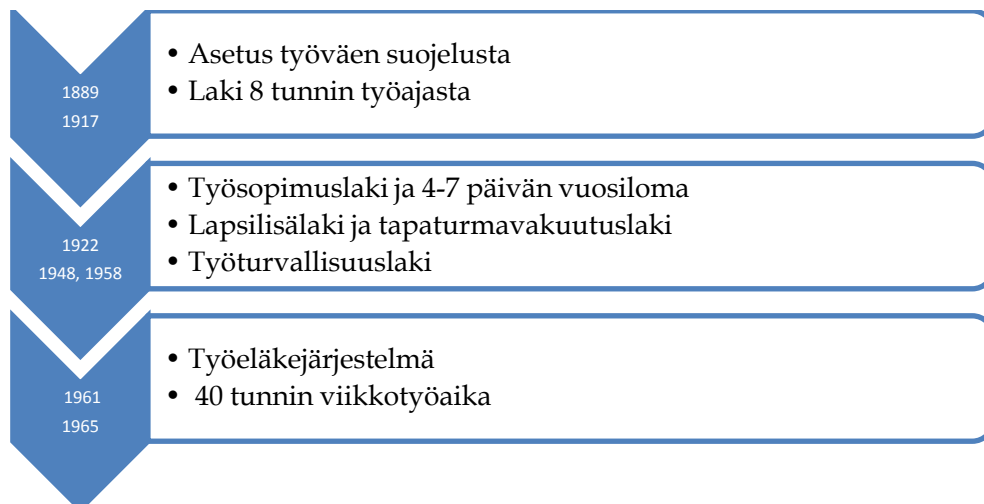 1889
1917
• Asetus työväen suojelusta
• Laki 8 tunnin työajasta
1922
1948, 1958
• Työsopimuslaki ja 4-7 päivän vuosiloma
• Lapsilisälaki ja tapaturmavakuutuslaki
• Työturvallisuuslaki
1961
1965
• Työeläkejärjestelmä
• 40 tunnin viikkotyöaika